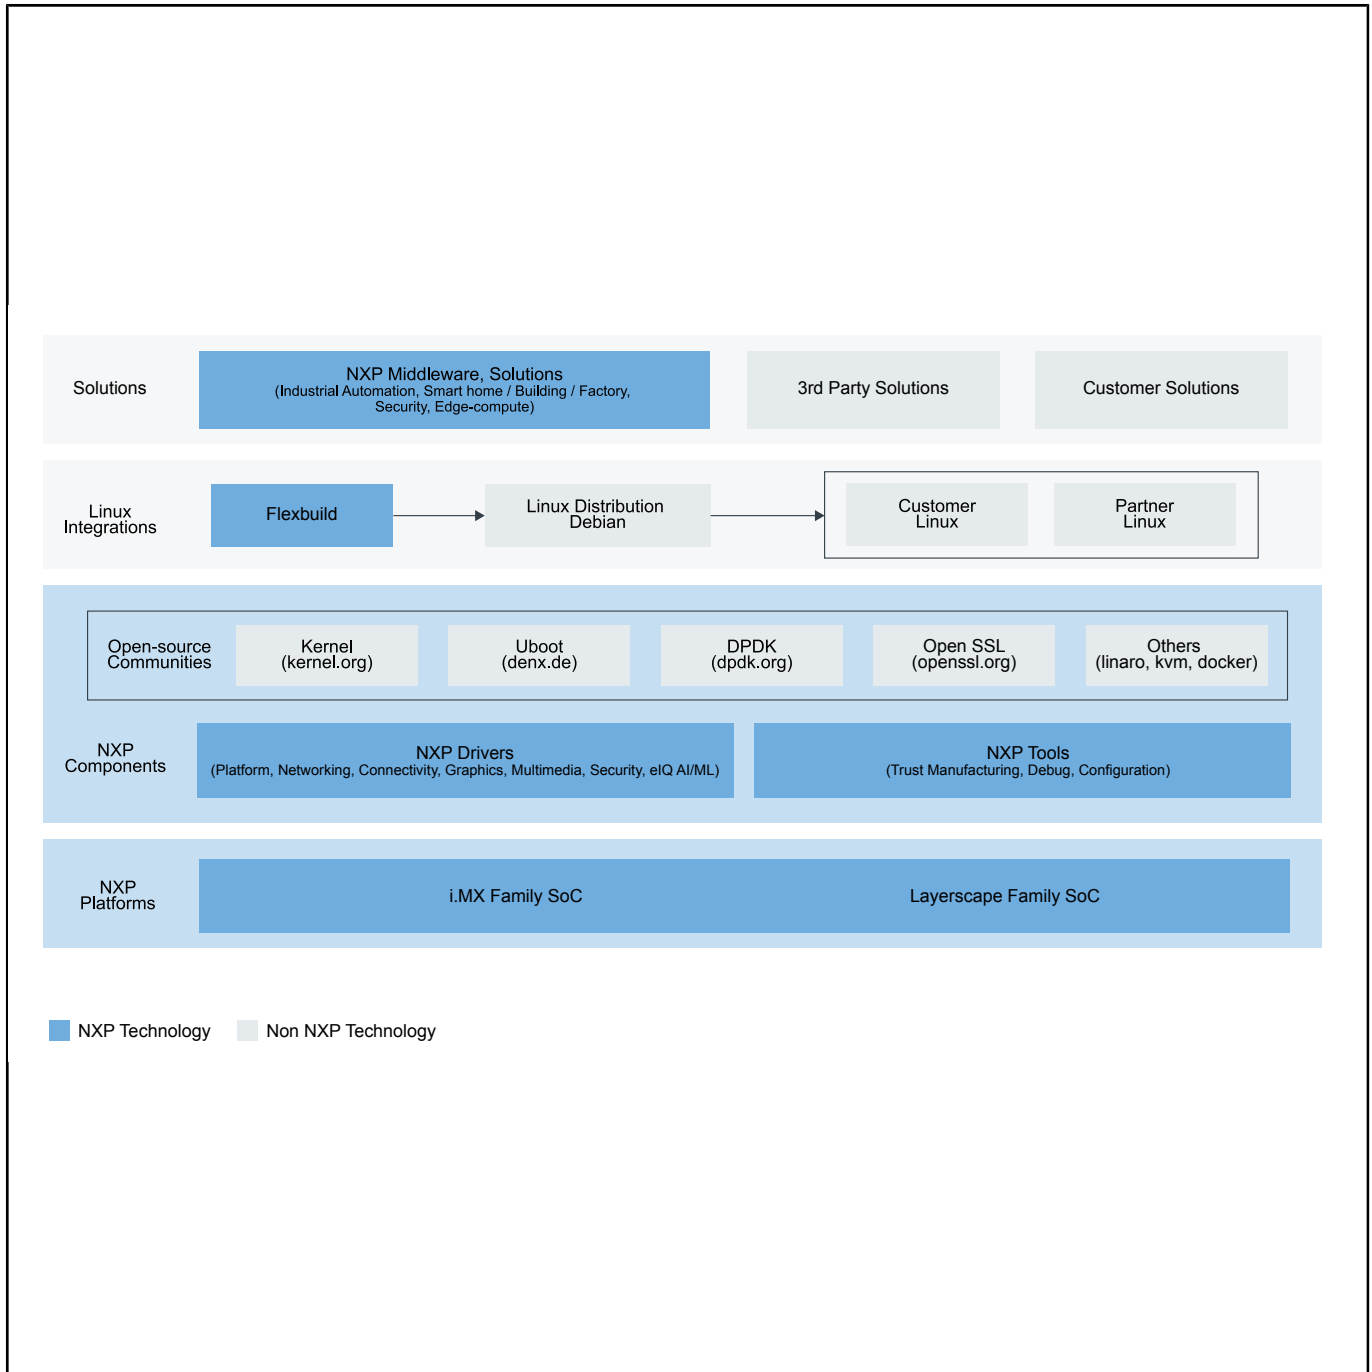 Solutions
NXP Middleware, Solutions
(Industrial Automation, Smart home / Building / Factory,
Security, Edge-compute)
3rd Party Solutions
Customer Solutions
Linux
Integrations
Flexbuild
Linux Distribution
Debian
Customer
Linux
Partner
Linux
Open-source
Communities
Kernel
(kernel.org)
Uboot
(denx.de)
DPDK
(dpdk.org)
Open SSL
(openssl.org)
Others
(linaro, kvm, docker)
NXP
Components
NXP Drivers
(Platform, Networking, Connectivity, Graphics, Multimedia, Security, eIQ AI/ML)
NXP Tools
(Trust Manufacturing, Debug, Configuration)
NXP
Platforms
i.MX Family SoC
Layerscape Family SoC
NXP Technology
Non NXP Technology